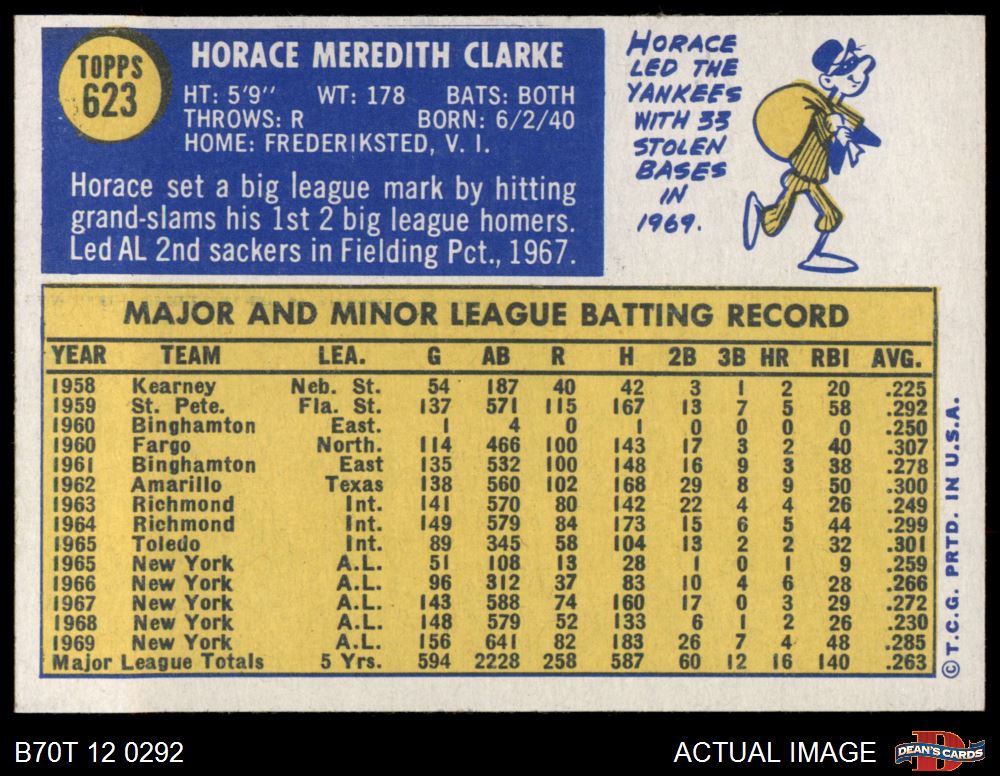 TOPPS
623
HORACE MEREDITH CLARKE
HT: 5'9" WT: 178 BATS: BOTH
THROWS: R BORN: 6/2/40
HOME: FREDERIKSTED, V. I.
Horace set a big league mark by hitting
grand-slams his 1st 2 big league homers.
Led AL 2nd sackers in Fielding Pct., 1967.
HORACE
LED THE
YANKEES
WITH 33
STOLEN
BASES
IN
1969.
MAJOR AND MINOR LEAGUE BATTING RECORD
YEAR TEAM LEA. G AB R H 2B 3B HR RBI AVG.
1958 Kearney Neb. St. 54 187 40 42 3 1 2 20 .225
1959 St. Pete. Fla. St. 137 571 115 167 13 7 5 58 .292
1960 Binghamton East. 1 4 0 1 0 0 0 0 .250
1960 Fargo North. 114 466 100 143 17 3 2 40 .307
1961 Binghamton East 135 532 100 148 16 9 3 38 .278
1962 Amarillo Texas 138 560 102 168 29 8 9 50 .300
1963 Richmond Int. 141 570 80 142 22 4 4 26 .249
1964 Richmond Int. 149 579 84 173 15 6 5 44 .299
1965 Toledo Int. 89 345 58 104 13 2 2 32 .301
1965 New York A.L. 51 108 13 28 1 0 1 9 .259
1966 New York A.L. 96 312 37 83 10 4 6 28 .266
1967 New York A.L. 143 588 74 160 17 0 3 29 .272
1968 New York A.L. 148 579 52 133 6 1 2 26 .230
1969 New York A.L. 156 641 82 183 26 7 4 48 .285
Major League Totals 5 Yrs. 594 2228 258 587 60 12 16 140 .263
© T.C.G. PRTD. IN U.S.A.
B70T 12 0292
ACTUAL IMAGE
D
DEAN'S CARDS